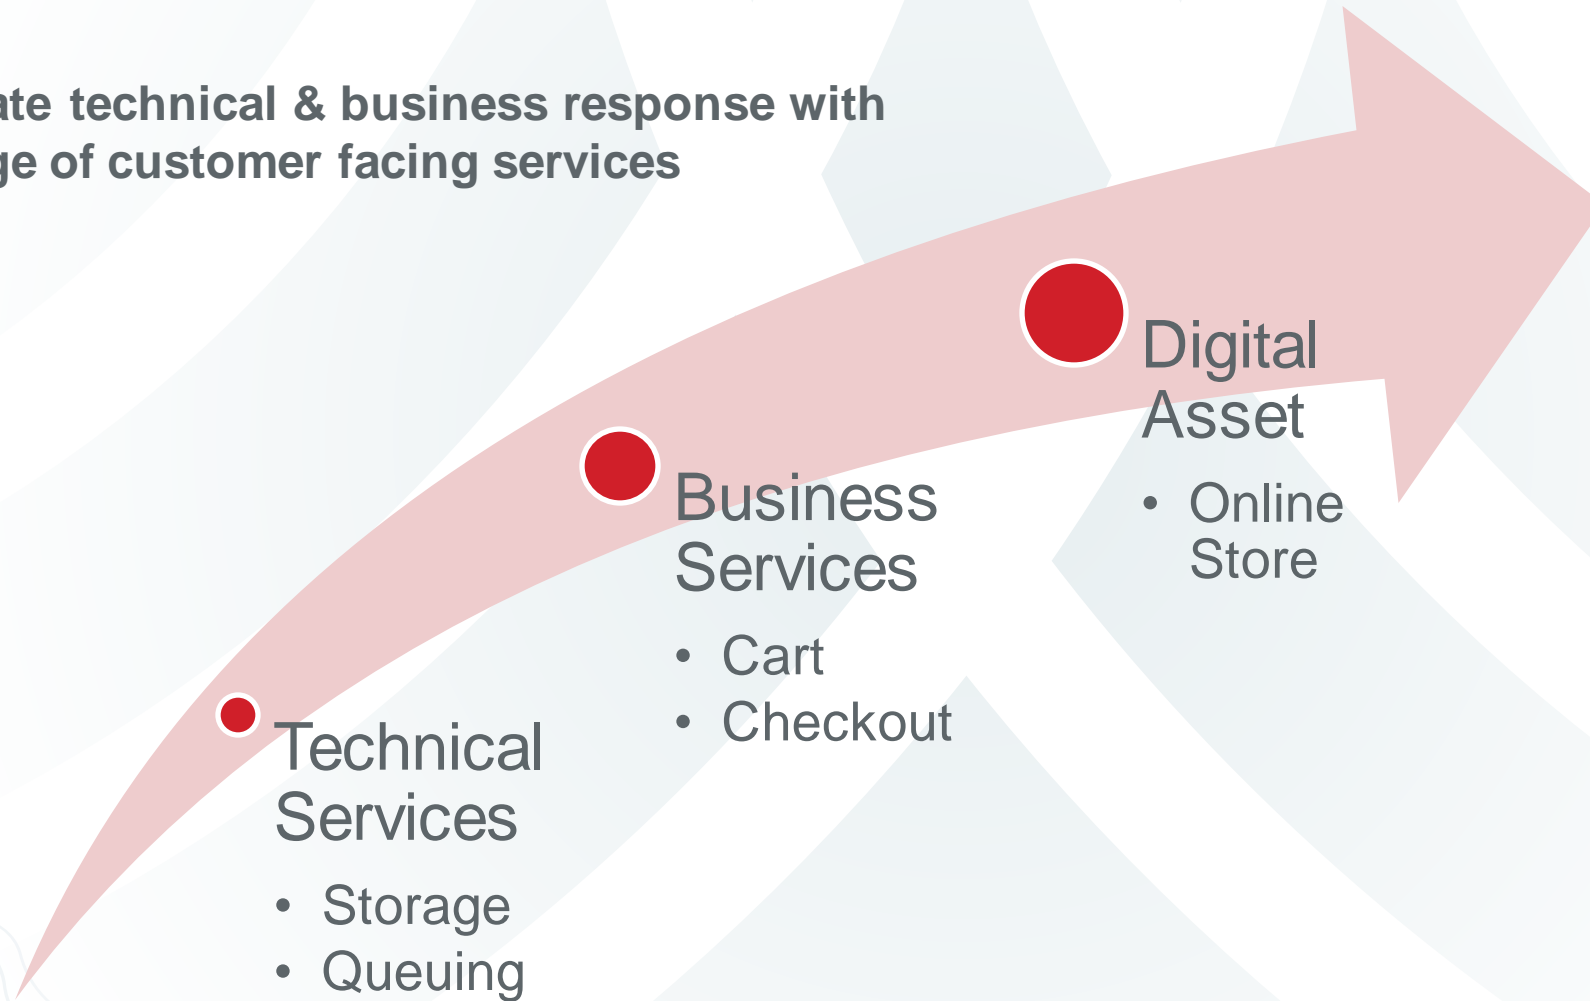 technical & business response with
of customer facing services
Digital
Asset
• Online
Store
Business
Services
• Cart
• Checkout
Technical
Services
• Storage
• Queuing